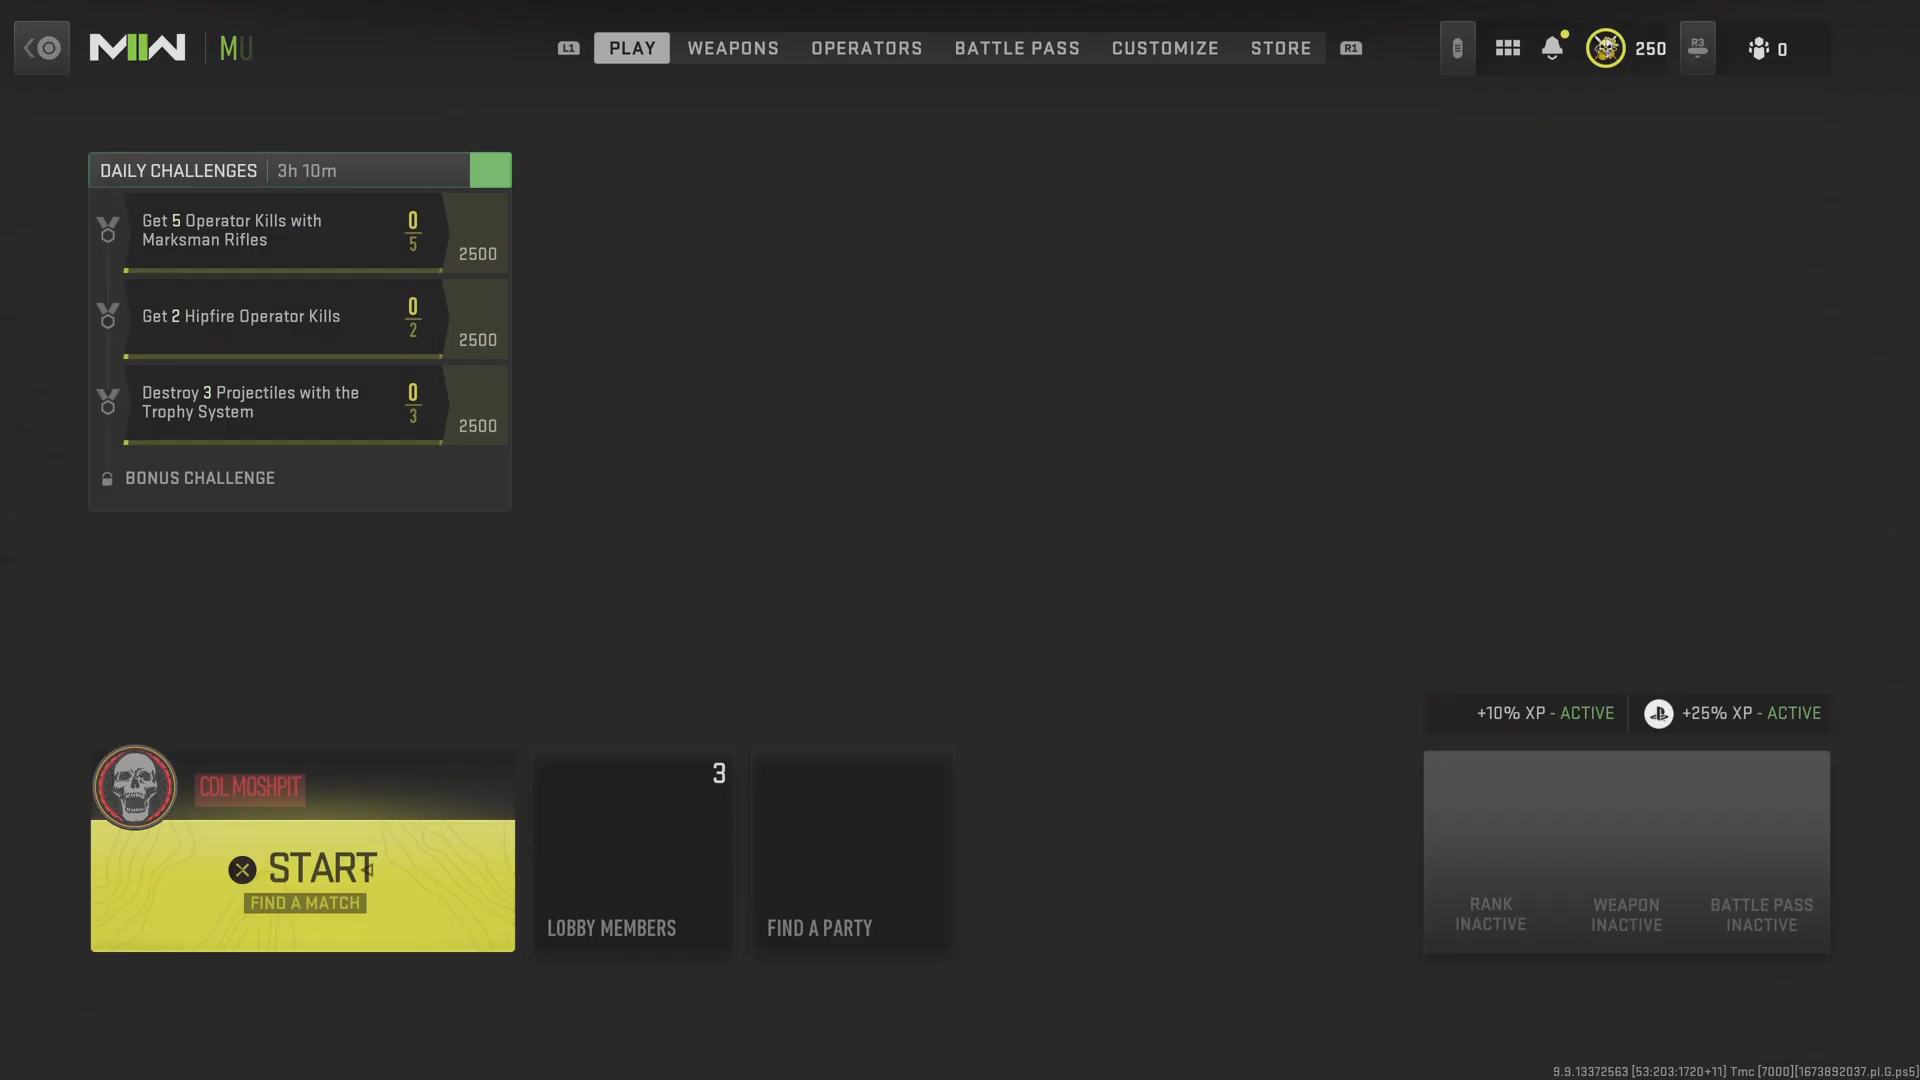 MWII
MU
L1
PLAY
WEAPONS
OPERATORS
BATTLE PASS
CUSTOMIZE
STORE
R1
250
R3
0
DAILY CHALLENGES
3h 10m
Get 5 Operator Kills with
Marksman Rifles
0
5
2500
Get 2 Hipfire Operator Kills
0
2
2500
Destroy 3 Projectiles with the
Trophy System
0
3
2500
BONUS CHALLENGE
+10% XP - ACTIVE
+25% XP - ACTIVE
CDL MOSHPIT
START
FIND A MATCH
3
LOBBY MEMBERS
FIND A PARTY
RANK
INACTIVE
WEAPON
INACTIVE
BATTLE PASS
INACTIVE
9.9.13372563 [53:203:1720+11] Tmc [7000][1673892037.pl.G.ps5]